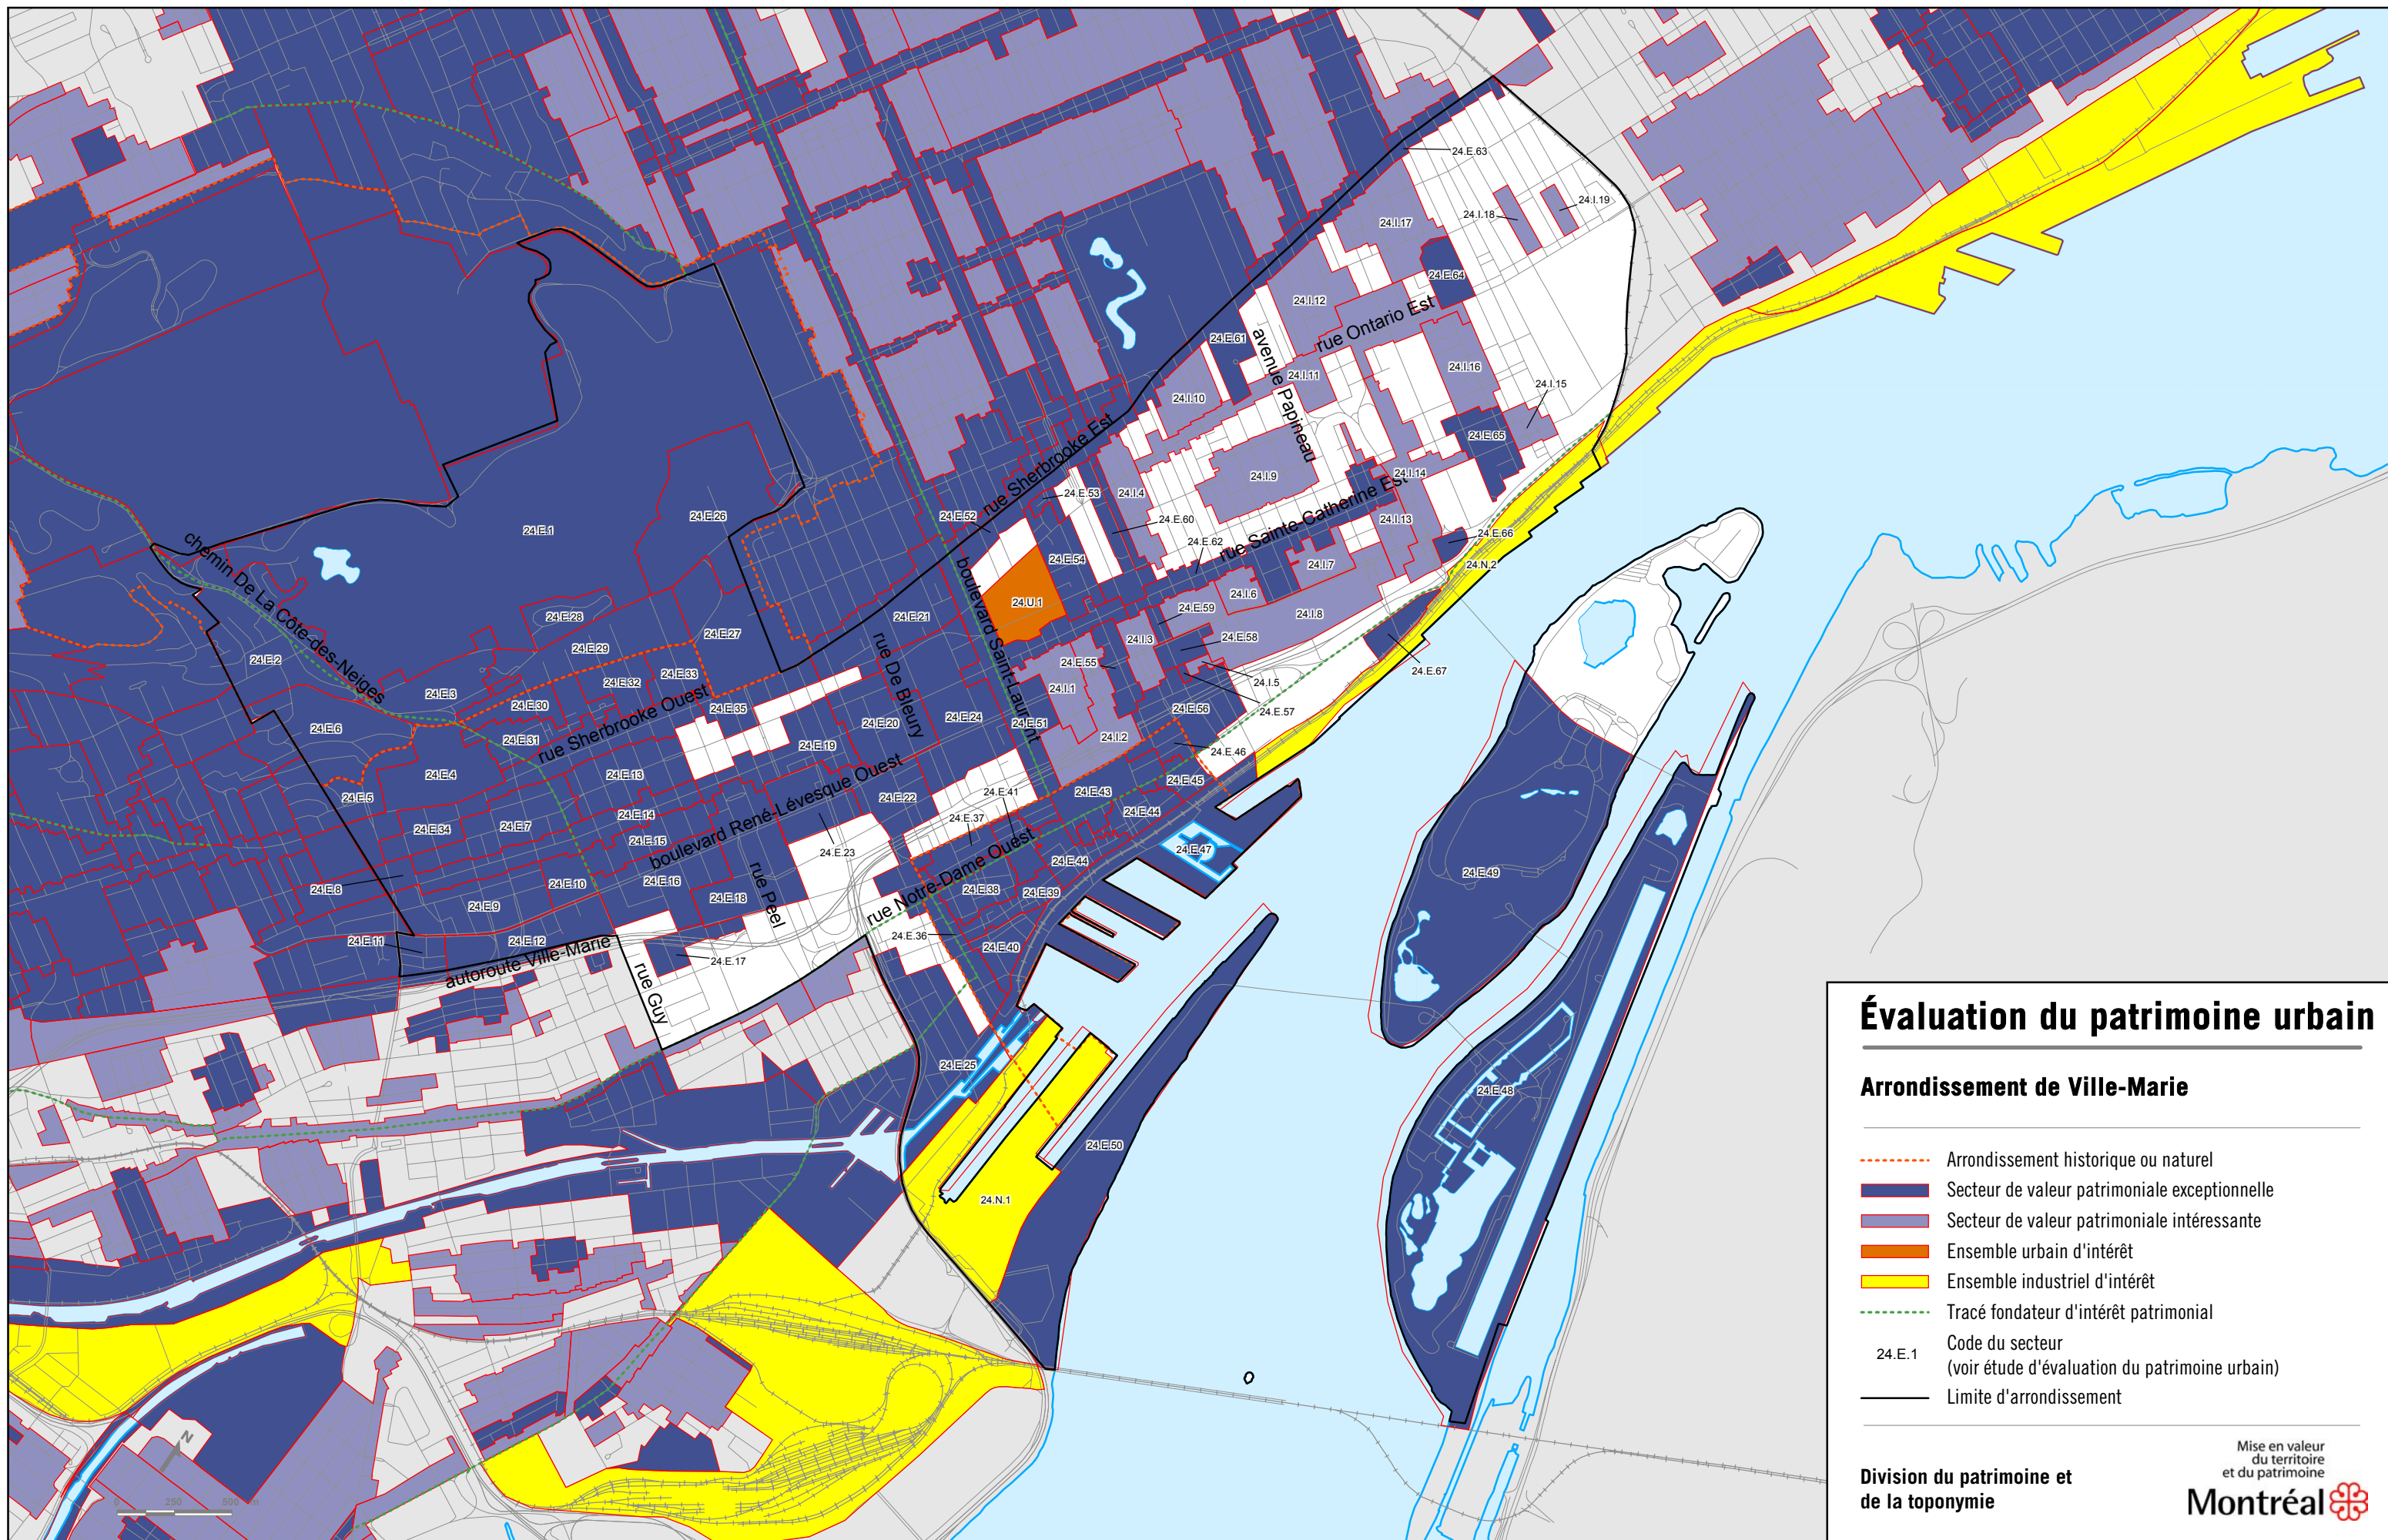 24.E.63
24.I.19
24.I.18
24.I.17
24.E.64
24.I.12
rue Ontario Est
24.E.61
avenue Papineau
24.I.16
24.I.11
24.I.15
24.I.10
rue Sherbrooke Est
24.E.65
24.I.9
24.I.14
24.E.53
24.I.4
24.E.26
24.E.52
24.E.60
24.I.13
rue Sainte-Catherine Est
24.E.1
24.E.66
24.E.62
chemin De La Côte-des-Neiges
24.E.54
24.I.7
24.N.2
boulevard Saint-Laurent
24.I.6
24.U.1
24.E.59
24.I.8
24.E.28
24.E.21
24.E.27
24.E.58
24.I.3
24.E.29
24.E.2
24.E.55
24.E.67
rue De Bleury
24.E.33
24.E.32
24.I.5
24.I.1
24.E.3
24.E.30
24.E.35
24.E.56
24.E.57
rue Sherbrooke Ouest
24.E.20
24.E.24
24.E.51
24.E.6
24.E.31
24.I.2
24.E.19
24.E.46
24.E.4
24.E.13
24.E.45
boulevard René-Lévesque Ouest
24.E.5
24.E.22
24.E.41
24.E.43
24.E.14
24.E.44
24.E.37
24.E.34
24.E.7
24.E.15
24.E.23
24.E.47
24.E.44
24.E.49
rue Notre-Dame Ouest
24.E.16
24.E.10
24.E.8
24.E.38
24.E.39
24.E.18
rue Peel
24.E.9
24.E.36
24.E.11
24.E.12
24.E.40
autoroute Ville-Marie
24.E.17
rue Guy
24.E.25
24.E.48
24.E.50
24.N.1
N
0 250 500 m
Évaluation du patrimoine urbain
Arrondissement de Ville-Marie
Arrondissement historique ou naturel
Secteur de valeur patrimoniale exceptionnelle
Secteur de valeur patrimoniale intéressante
Ensemble urbain d'intérêt
Ensemble industriel d'intérêt
Tracé fondateur d'intérêt patrimonial
24.E.1
Code du secteur
(voir étude d'évaluation du patrimoine urbain)
Limite d'arrondissement
Division du patrimoine et
de la toponymie
Mise en valeur
du territoire
et du patrimoine
Montréal